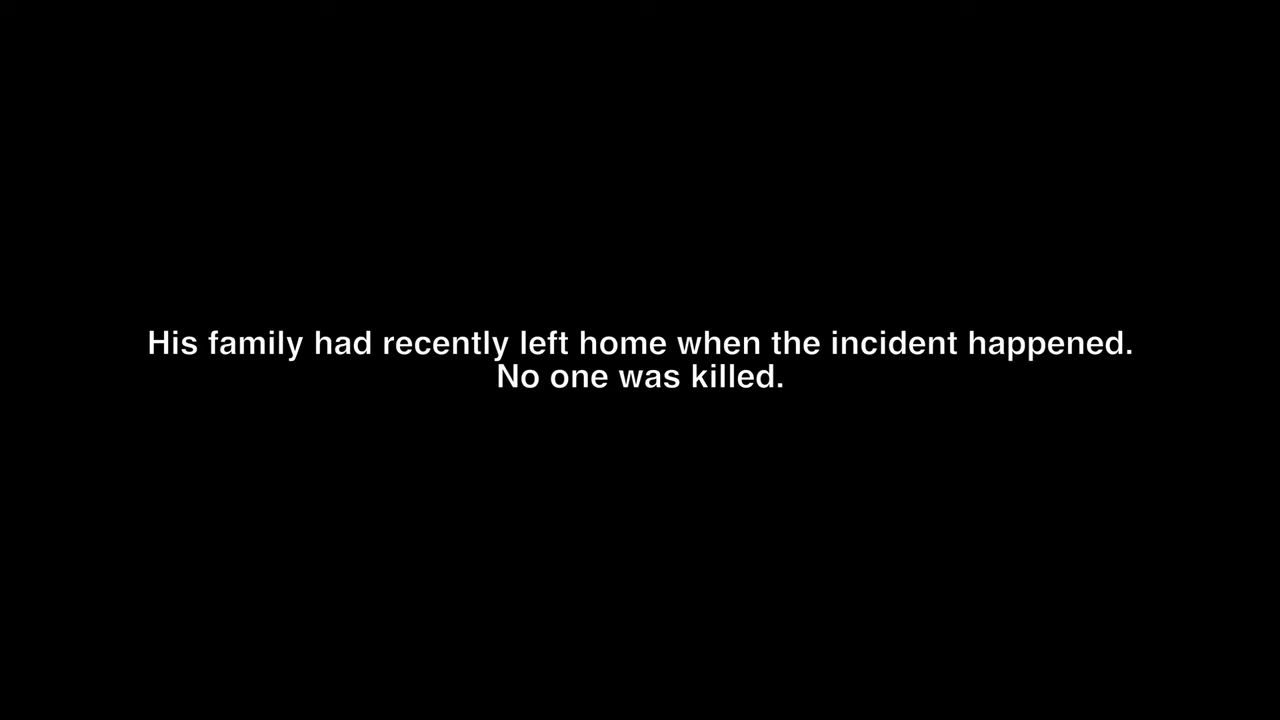 His family had recently left home when the incident happened.
No one was killed.